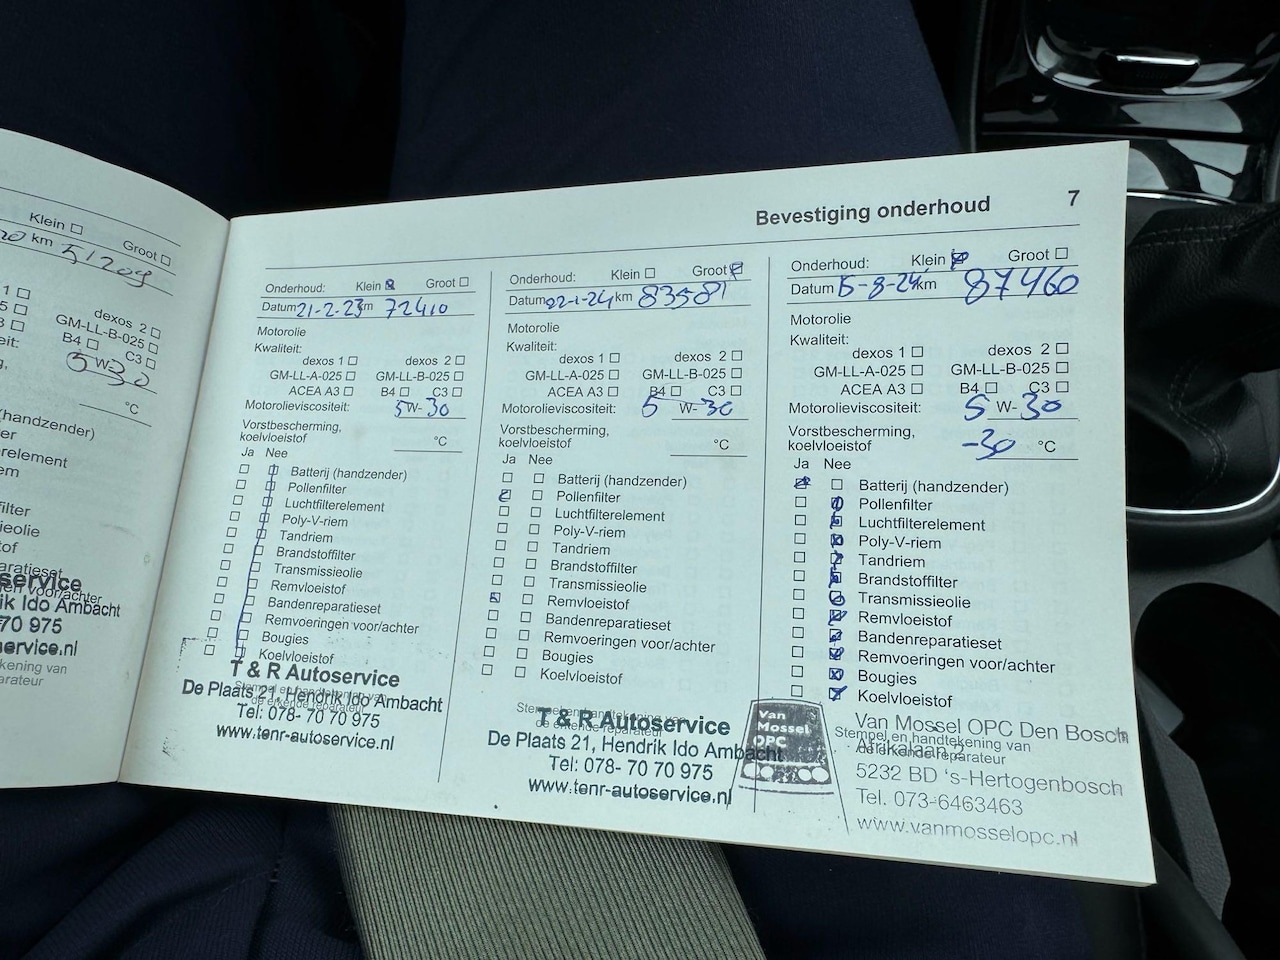 Klein Groot
km 51209
dexos 2
GM-LL-B-025
B4 C3
5 W-30
°C
(handzender)
Bevestiging onderhoud 7
Onderhoud: Klein Groot
Datum 21-2-23 km 72410
Motorolie
Kwaliteit:
dexos 1 dexos 2
GM-LL-A-025 GM-LL-B-025
ACEA A3 B4 C3
Motorolieviscositeit: 5 W-30
Vorstbescherming,
koelvloeistof °C
Ja Nee
Batterij (handzender)
Pollenfilter
Luchtfilterelement
Poly-V-riem
Tandriem
Brandstoffilter
Transmissieolie
Remvloeistof
Bandenreparatieset
Remvoeringen voor/achter
Bougies
Koelvloeistof
T & R Autoservice
De Plaats 21, Hendrik Ido Ambacht
Tel: 078- 70 70 975
www.tenr-autoservice.nl
Onderhoud: Klein Groot
Datum 22-1-24 km 83581
Motorolie
Kwaliteit:
dexos 1 dexos 2
GM-LL-A-025 GM-LL-B-025
ACEA A3 B4 C3
Motorolieviscositeit: 5 W-30
Vorstbescherming,
koelvloeistof °C
Ja Nee
Batterij (handzender)
Pollenfilter
Luchtfilterelement
Poly-V-riem
Tandriem
Brandstoffilter
Transmissieolie
Remvloeistof
Bandenreparatieset
Remvoeringen voor/achter
Bougies
Koelvloeistof
T & R Autoservice
De Plaats 21, Hendrik Ido Ambacht
Tel: 078- 70 70 975
www.tenr-autoservice.nl
Onderhoud: Klein Groot
Datum 15-8-24 km 87460
Motorolie
Kwaliteit:
dexos 1 dexos 2
GM-LL-A-025 GM-LL-B-025
ACEA A3 B4 C3
Motorolieviscositeit: 5 W-30
Vorstbescherming,
koelvloeistof -30 °C
Ja Nee
Batterij (handzender)
Pollenfilter
Luchtfilterelement
Poly-V-riem
Tandriem
Brandstoffilter
Transmissieolie
Remvloeistof
Bandenreparatieset
Remvoeringen voor/achter
Bougies
Koelvloeistof
Van
Mossel
OPC
Van Mossel OPC Den Bosch
Stempel en handtekening van
de erkende reparateur
Afrikalaan 2
5232 BD 's-Hertogenbosch
Tel. 073-6463463
www.vanmosselopc.nl